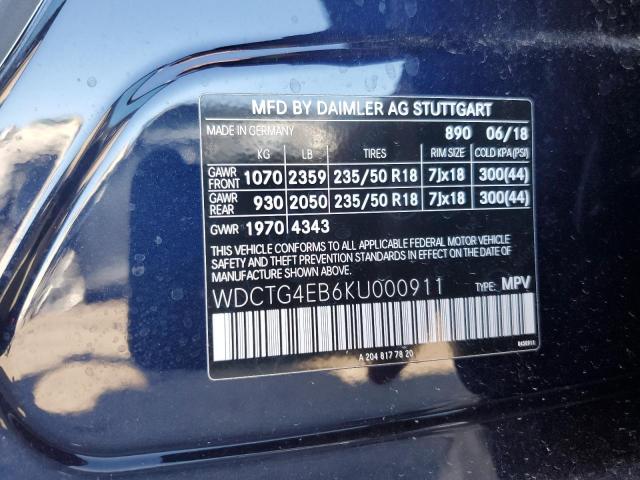 MFD BY DAIMLER AG STUTTGART
MADE IN GERMANY 890 06/18
KG LB TIRES RIM SIZE COLD KPA(PSI)
GAWR FRONT 1070 2359 235/50 R18 7Jx18 300(44)
GAWR REAR 930 2050 235/50 R18 7Jx18 300(44)
GVWR 1970 4343
THIS VEHICLE CONFORMS TO ALL APPLICABLE FEDERAL MOTOR VEHICLE
SAFETY, BUMPER, AND
THEFT PREVENTION STANDARDS IN EFFECT ON THE DATE OF
MANUFACTURE SHOWN ABOVE.
WDCTG4EB6KU000911 TYPE: MPV
A 204 817 78 20